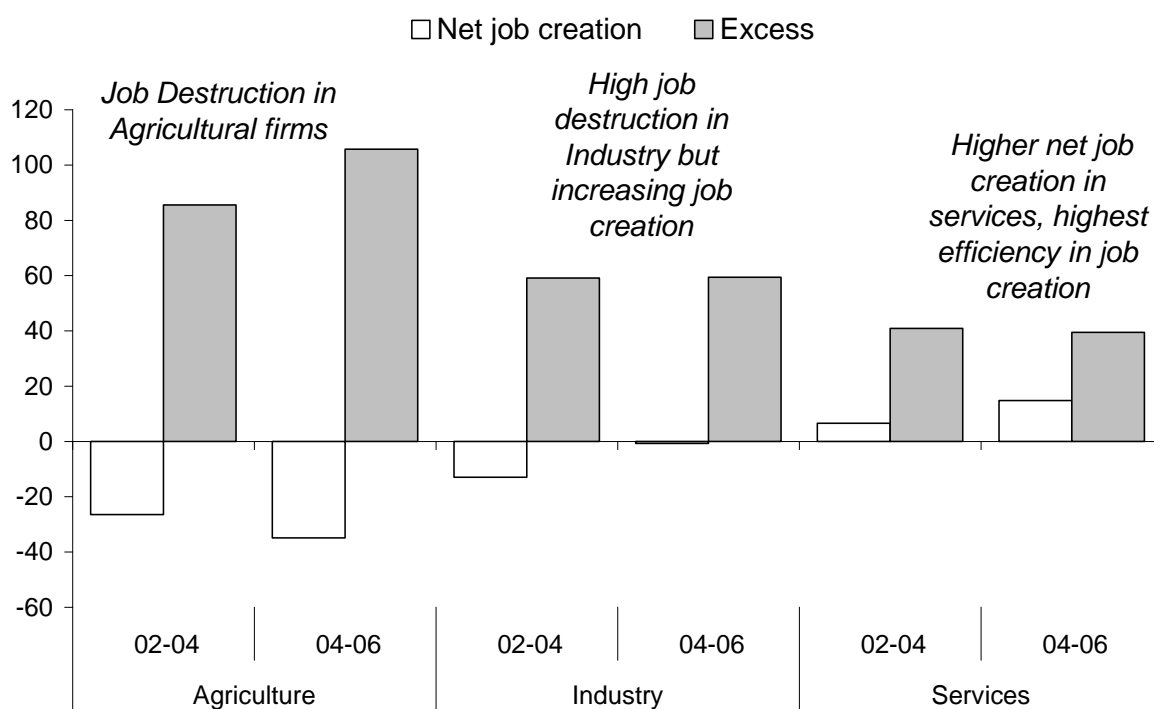 Net job creation Excess
Job Destruction in
Agricultural firms
High job
destruction in
Industry but
increasing job
creation
Higher net job
creation in
services, highest
efficiency in job
creation
120
100
80
60
40
20
0
-20
-40
-60
02-04 04-06 02-04 04-06 02-04 04-06
Agriculture Industry Services